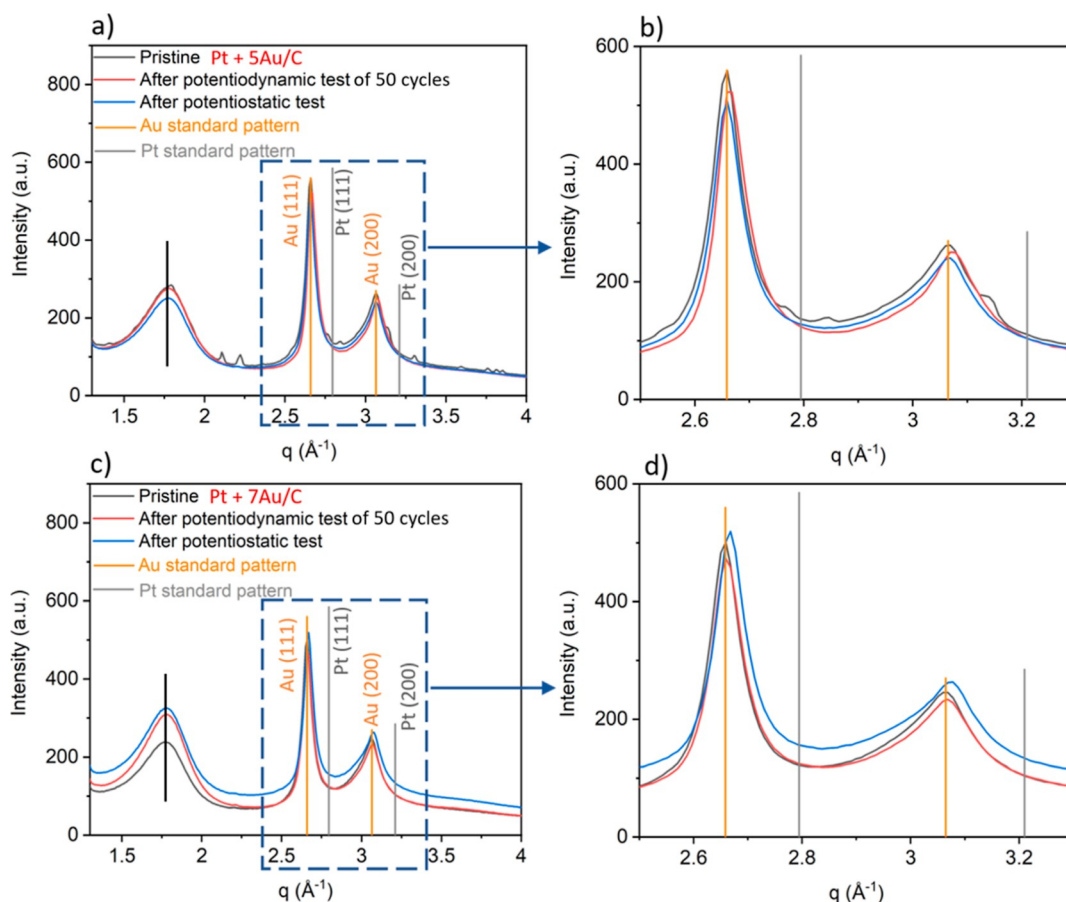 a)
Pristine Pt + 5Au/C
After potentiodynamic test of 50 cycles
After potentiostatic test
Au standard pattern
Pt standard pattern
Au (111)
Pt (111)
Au (200)
Pt (200)
Intensity (a.u.)
800
600
400
200
0
1.5
2
2.5
3
3.5
4
q (Å⁻¹)
b)
Intensity (a.u.)
600
400
200
0
2.6
2.8
3
3.2
q (Å⁻¹)
c)
Pristine Pt + 7Au/C
After potentiodynamic test of 50 cycles
After potentiostatic test
Au standard pattern
Pt standard pattern
Au (111)
Pt (111)
Au (200)
Pt (200)
Intensity (a.u.)
800
600
400
200
0
1.5
2
2.5
3
3.5
4
q (Å⁻¹)
d)
Intensity (a.u.)
600
400
200
0
2.6
2.8
3
3.2
q (Å⁻¹)